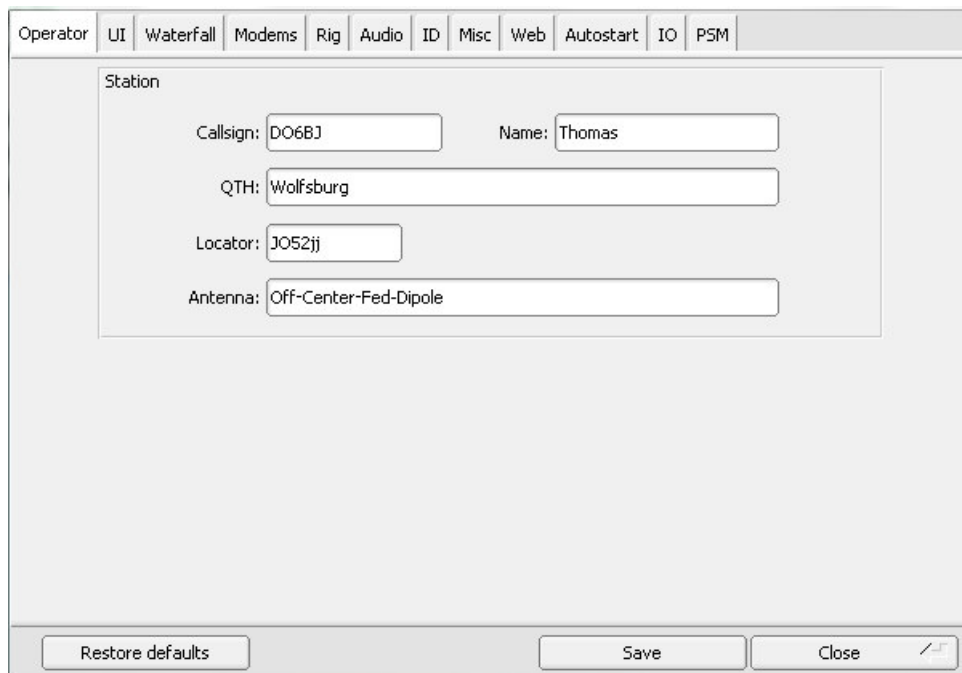 Operator UI Waterfall Modems Rig Audio ID Misc Web Autostart IO PSM
Station
Callsign: DO6BJ Name: Thomas
QTH: Wolfsburg
Locator: JO52jj
Antenna: Off-Center-Fed-Dipole
Restore defaults Save Close